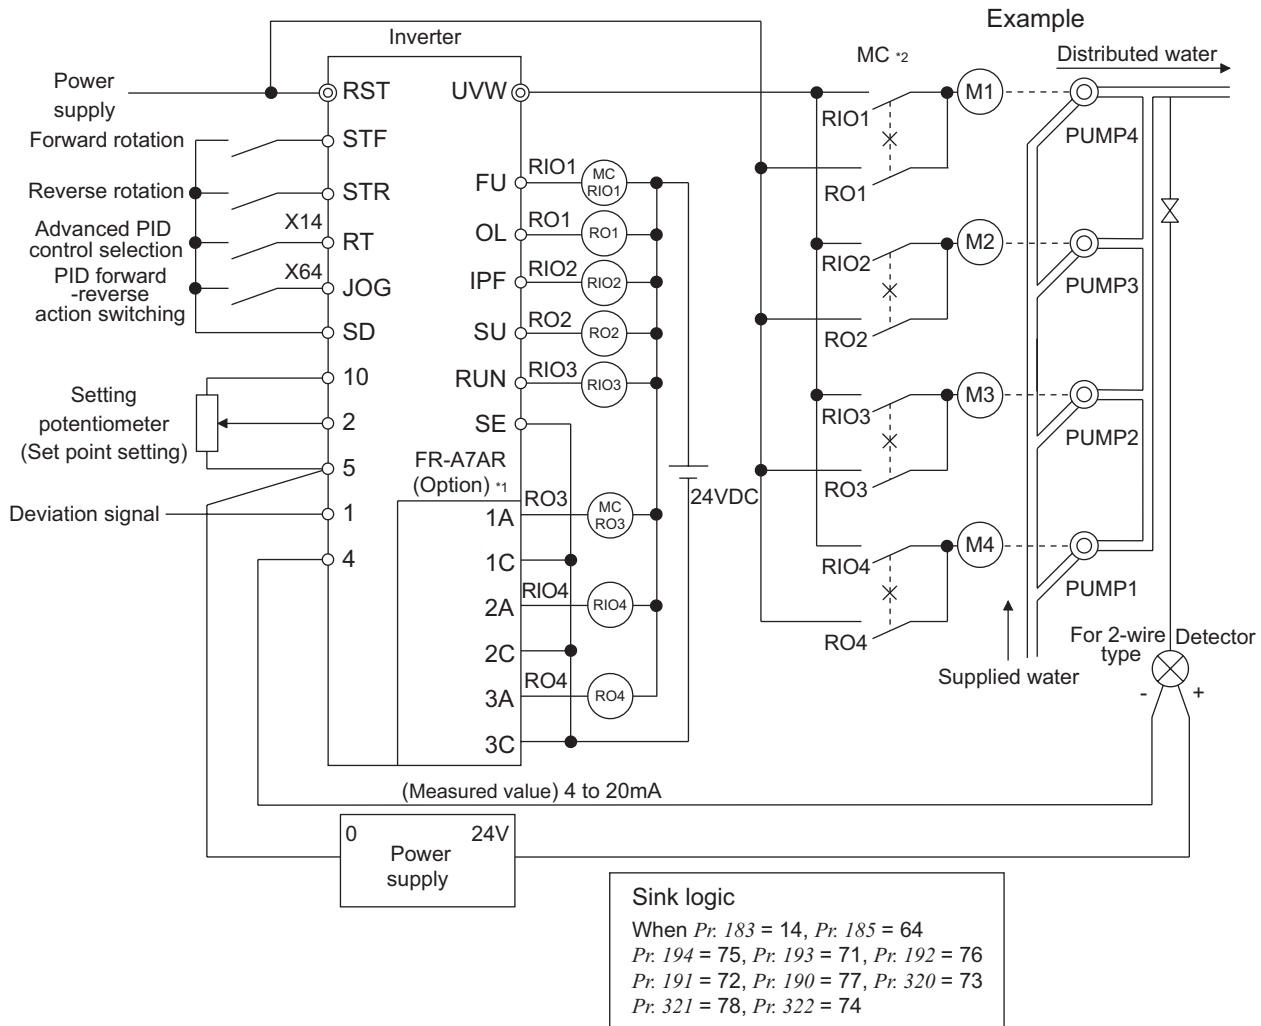 Example
Inverter
MC *2
Distributed water
Power
supply
RST
UVW
M1
RIO1
PUMP4
Forward rotation
STF
RO1
Reverse rotation
STR
FU
RIO1
MC
RIO1
X14
Advanced PID
control selection
RT
OL
RO1
RO1
M2
RIO2
PUMP3
X64
PID forward
-reverse
action switching
JOG
IPF
RIO2
RIO2
SD
SU
RO2
RO2
RO2
10
RUN
RIO3
RIO3
M3
RIO3
PUMP2
Setting
potentiometer
(Set point setting)
2
SE
5
FR-A7AR
(Option) *1
24VDC
RO3
Deviation signal
1
RO3
1A
MC
RO3
4
1C
M4
RIO4
PUMP1
RIO4
2A
RIO4
2C
RO4
For 2-wire
type
Detector
Supplied water
- +
RO4
3A
RO4
3C
(Measured value) 4 to 20mA
0 24V
Power
supply
Sink logic
When Pr. 183 = 14, Pr. 185 = 64
Pr. 194 = 75, Pr. 193 = 71, Pr. 192 = 76
Pr. 191 = 72, Pr. 190 = 77, Pr. 320 = 73
Pr. 321 = 78, Pr. 322 = 74